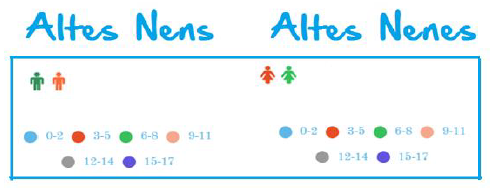 Altes Nens Altes Nenes
0-2 3-5 6-8 9-11 0-2 3-5 6-8 9-11
12-14 15-17 12-14 15-17